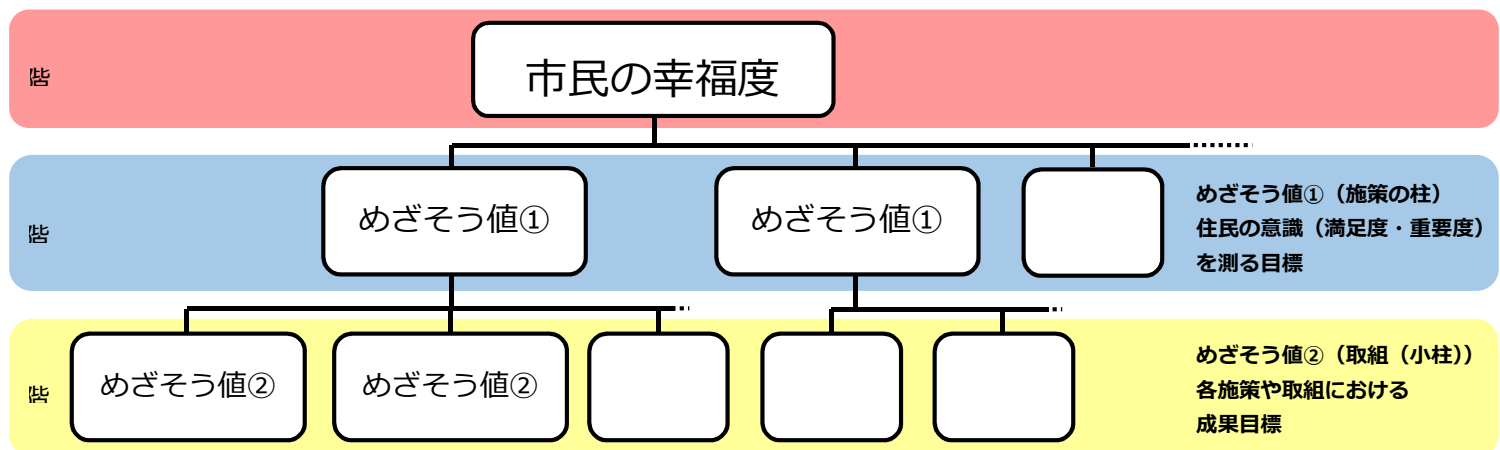 市民の幸福度
階
めざそう値①
めざそう値①
めざそう値①（施策の柱）
住民の意識（満足度・重要度）
を測る目標
階
めざそう値②
めざそう値②
めざそう値②（取組（小柱））
各施策や取組における
成果目標
階